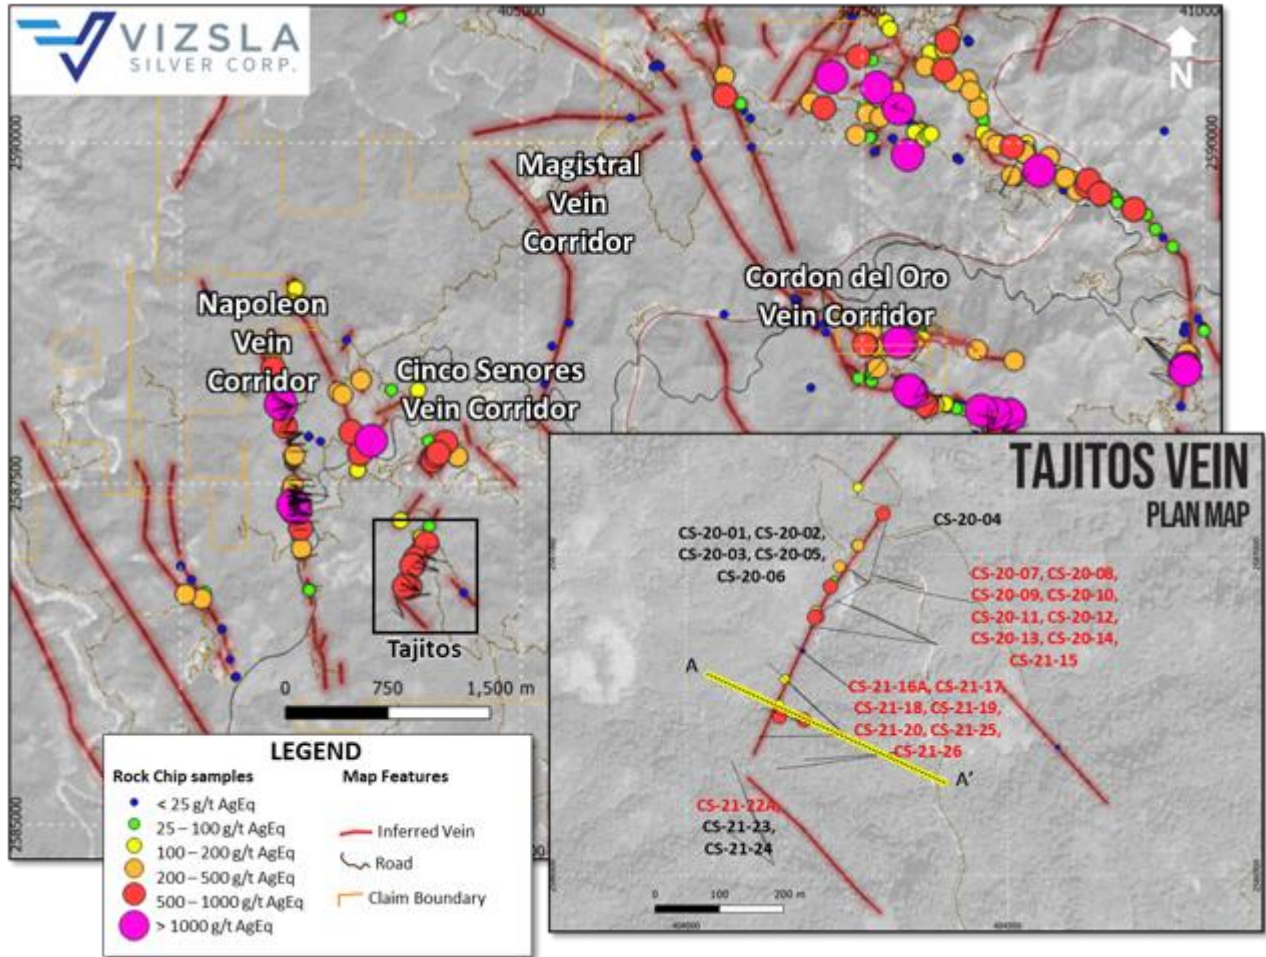 VIZSLA
SILVER CORP.
405000
407500
410000
N
2590000
2590000
Magistral
Vein
Corridor
Cordon del Oro
Vein Corridor
Napoleon
Vein
Corridor
Cinco Senores
Vein Corridor
2587500
Tajitos
0 750 1,500 m
2585000
TAJITOS VEIN
PLAN MAP
CS-20-04
CS-20-01, CS-20-02,
CS-20-03, CS-20-05,
CS-20-06
CS-20-07, CS-20-08,
CS-20-09, CS-20-10,
CS-20-11, CS-20-12,
CS-20-13, CS-20-14,
CS-21-15
A
CS-21-16A, CS-21-17,
CS-21-18, CS-21-19,
CS-21-20, CS-21-25,
CS-21-26
A'
CS-21-22A,
CS-21-23,
CS-21-24
0 100 200 m
LEGEND
Rock Chip samples
< 25 g/t AgEq
25 – 100 g/t AgEq
100 – 200 g/t AgEq
200 – 500 g/t AgEq
500 – 1000 g/t AgEq
> 1000 g/t AgEq
Map Features
Inferred Vein
Road
Claim Boundary